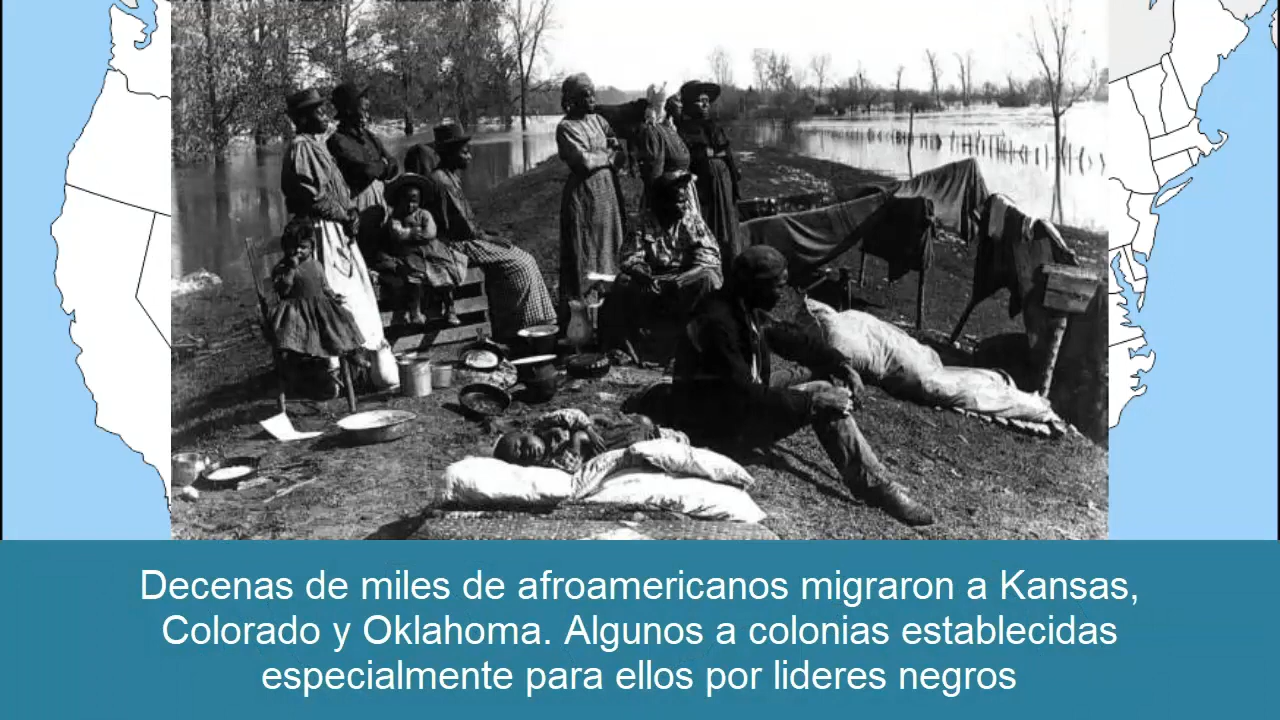 Decenas de miles de afroamericanos migraron a Kansas,
Colorado y Oklahoma. Algunos a colonias establecidas
especialmente para ellos por lideres negros